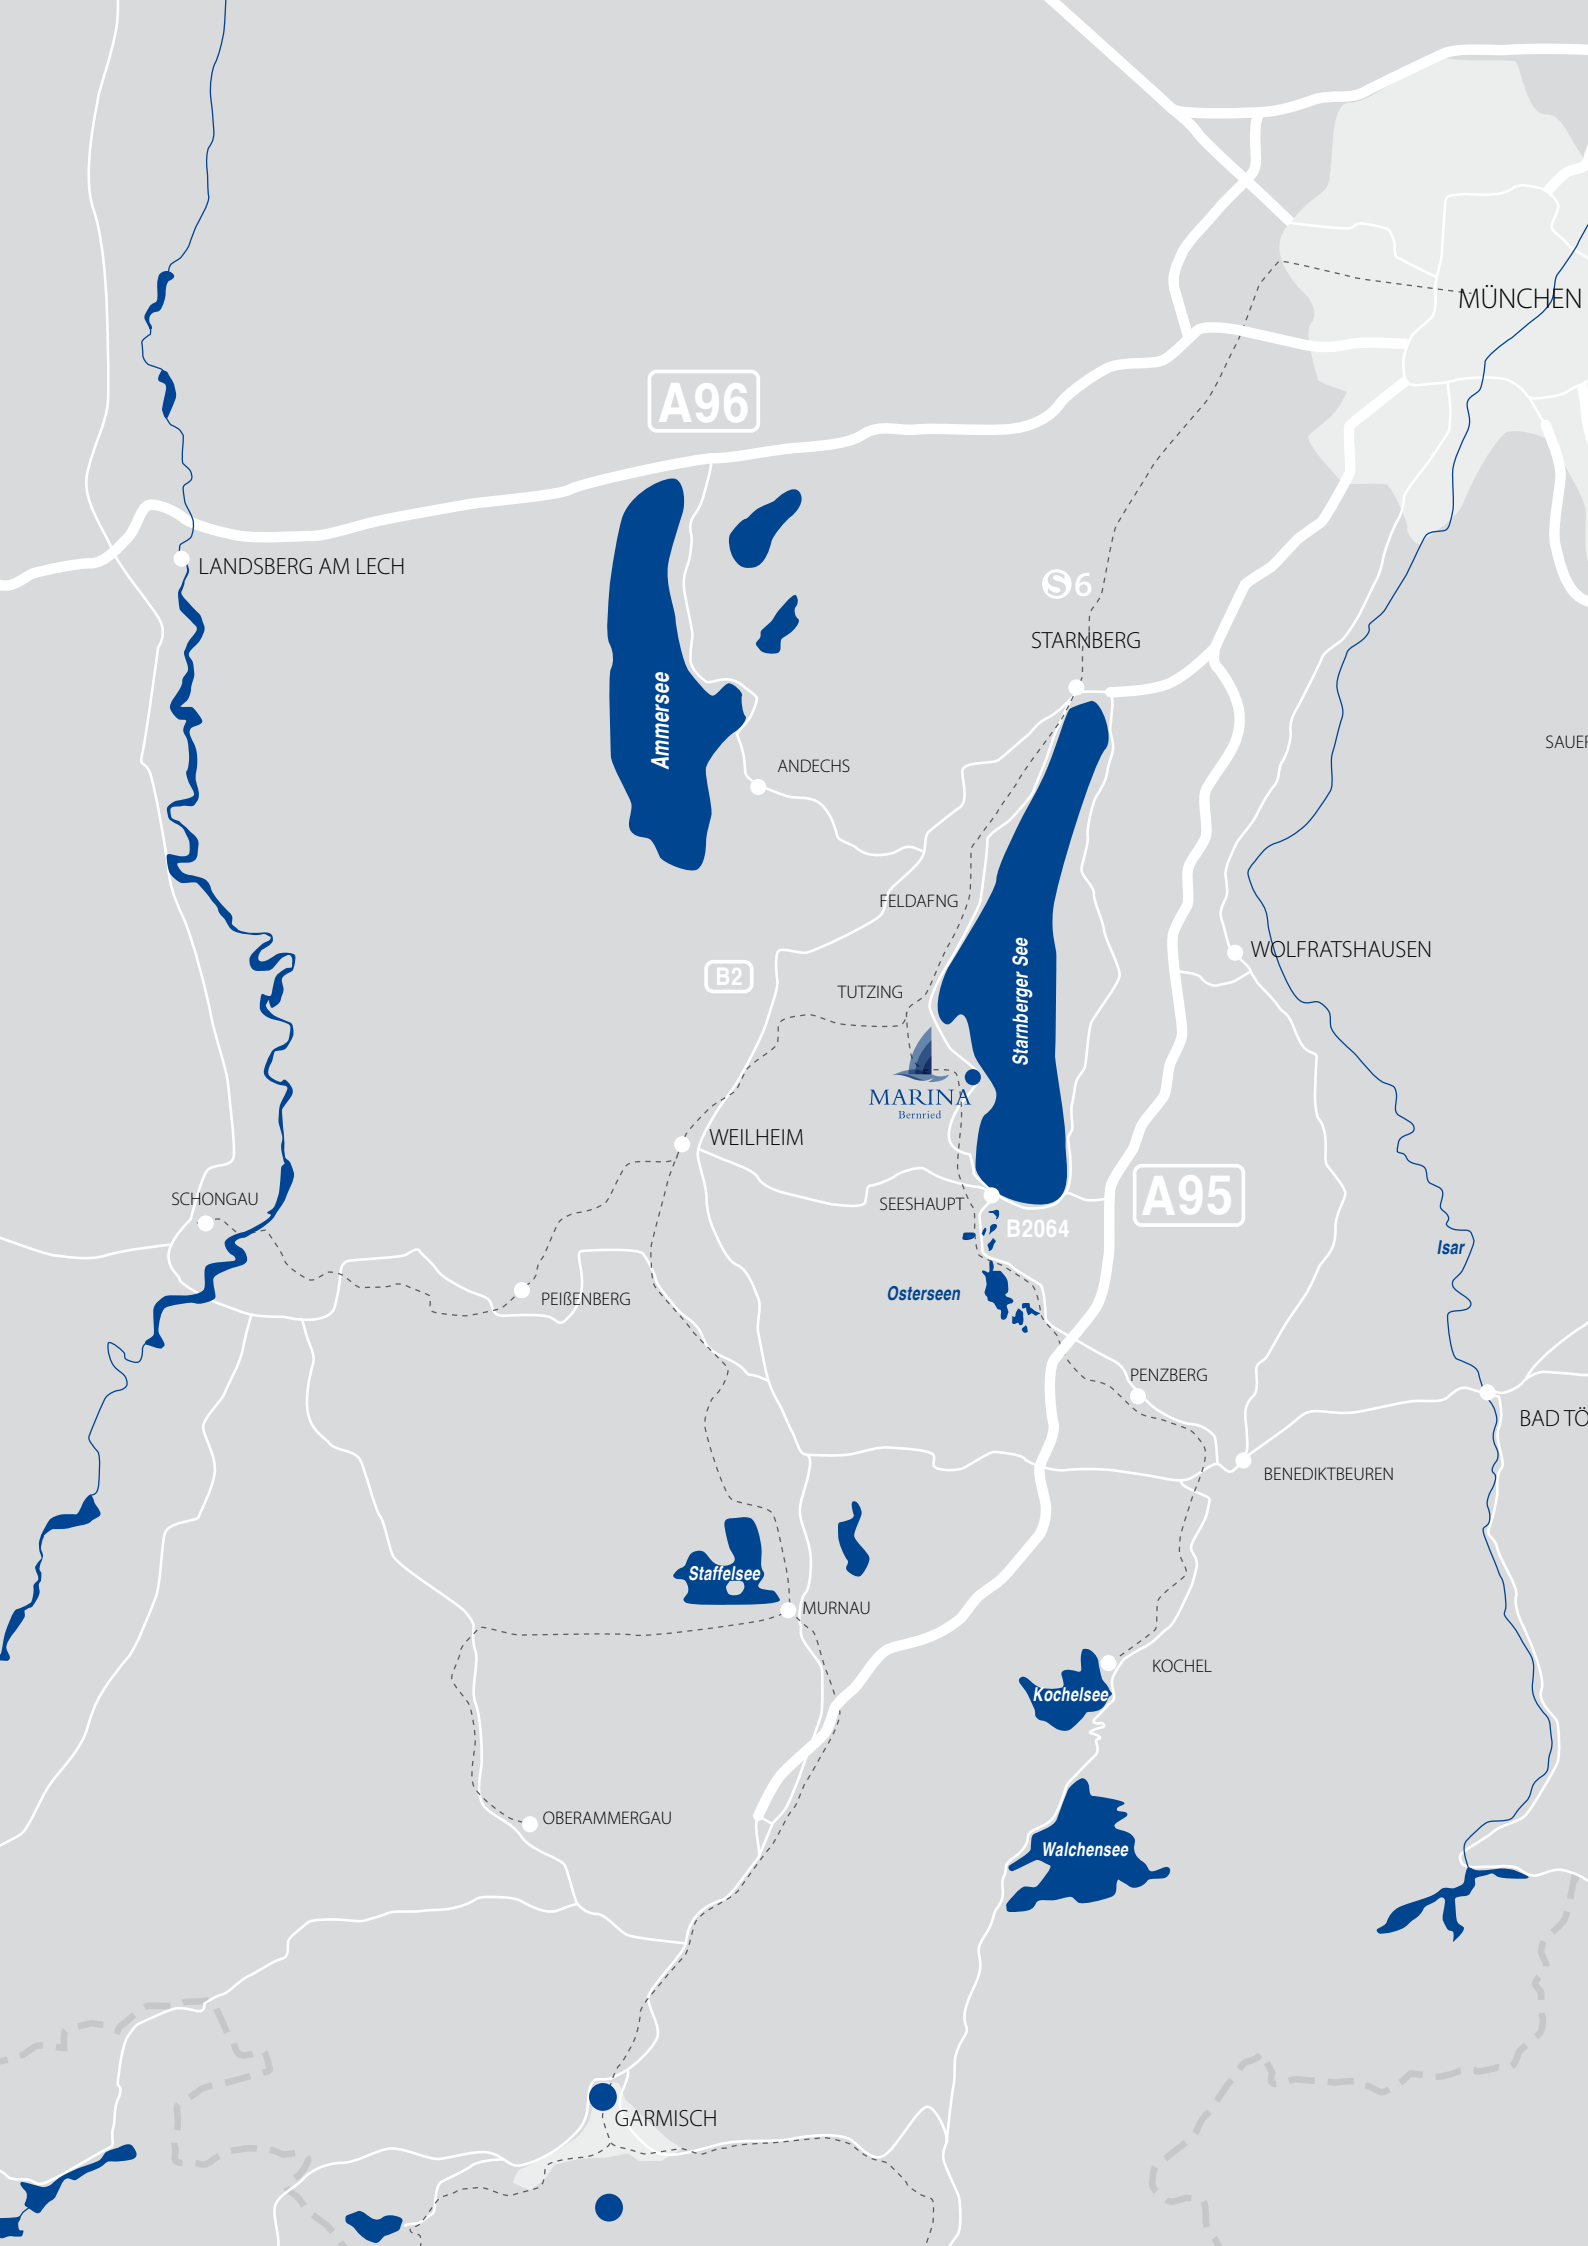 MÜNCHEN
A96
LANDSBERG AM LECH
S6
STARNBERG
Ammersee
SAUER
ANDECHS
FELDAFNG
Starnberger See
WOLFRATSHAUSEN
B2
TUTZING
MARINA
Bernried
WEILHEIM
SCHONGAU
SEESHAUPT
A95
B2064
Isar
Osterseen
PEIßENBERG
PENZBERG
BAD TÖ
BENEDIKTBEUREN
Staffelsee
MURNAU
KOCHEL
Kochelsee
OBERAMMERGAU
Walchensee
GARMISCH